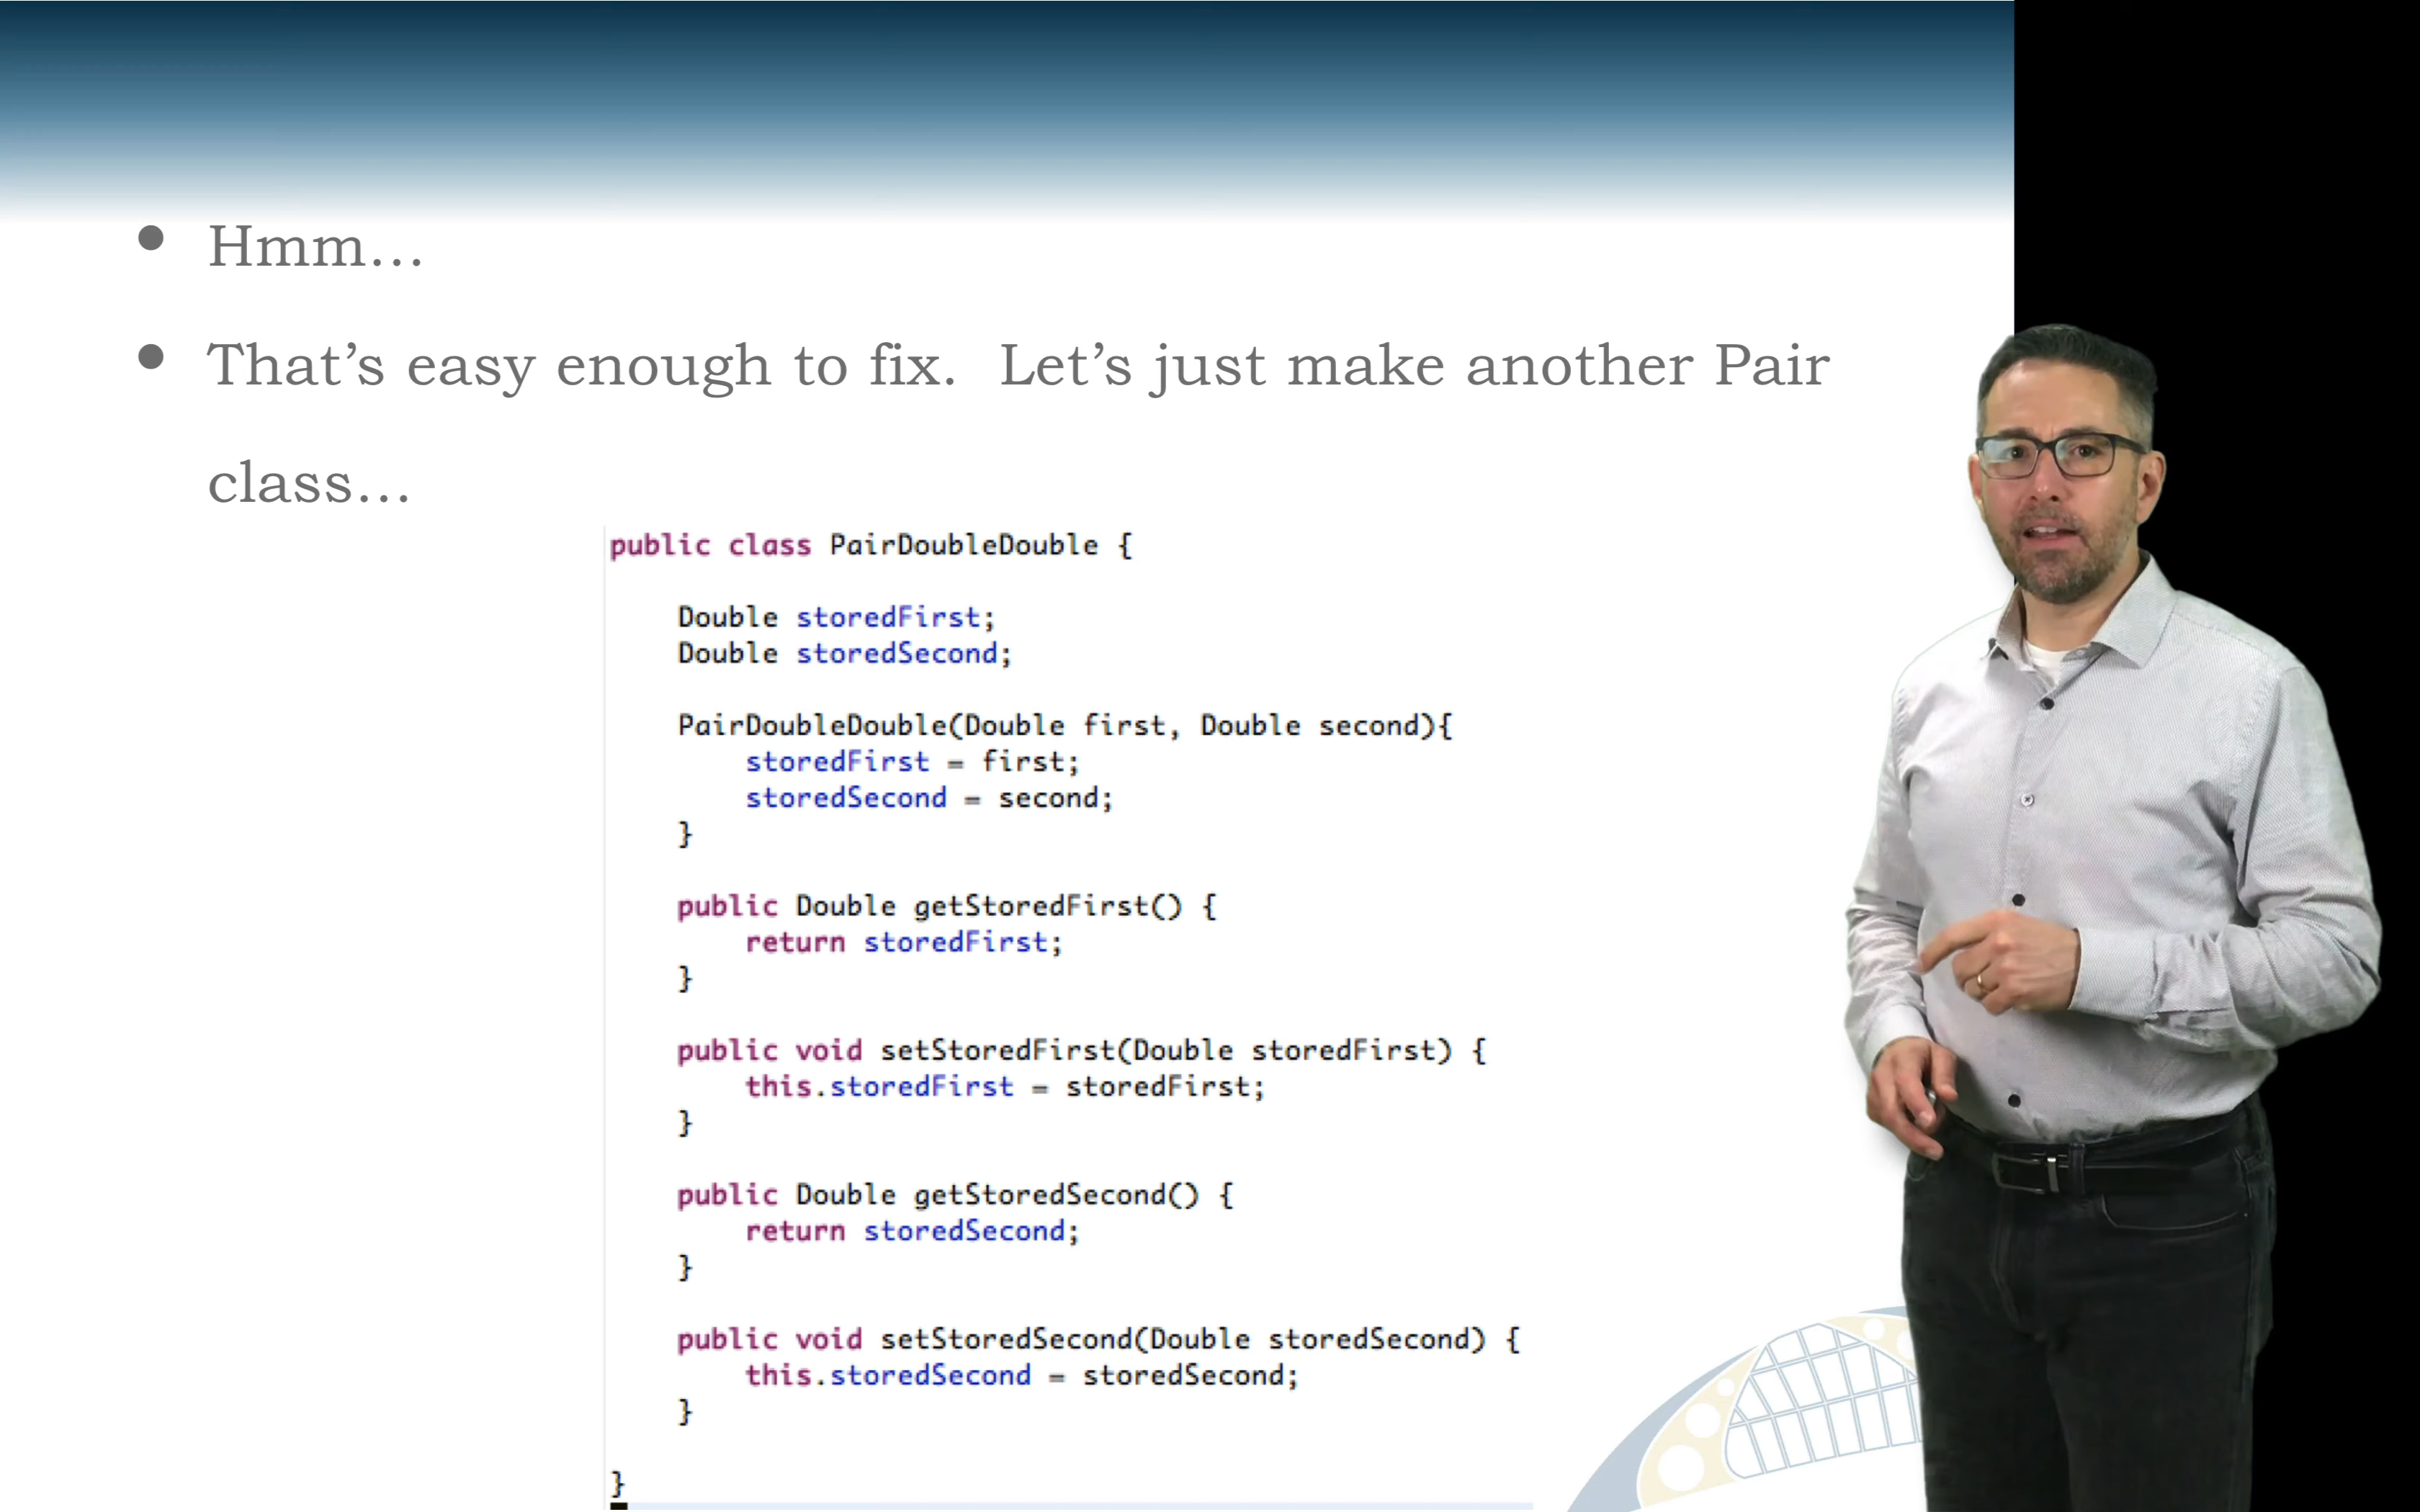 Hmm…
That’s easy enough to fix.  Let’s just make another Pair
class…
public class PairDoubleDouble {
Double storedFirst;
Double storedSecond;
PairDoubleDouble(Double first, Double second){
storedFirst = first;
storedSecond = second;
}
public Double getStoredFirst() {
return storedFirst;
}
public void setStoredFirst(Double storedFirst) {
this.storedFirst = storedFirst;
}
public Double getStoredSecond() {
return storedSecond;
}
public void setStoredSecond(Double storedSecond) {
this.storedSecond = storedSecond;
}
}